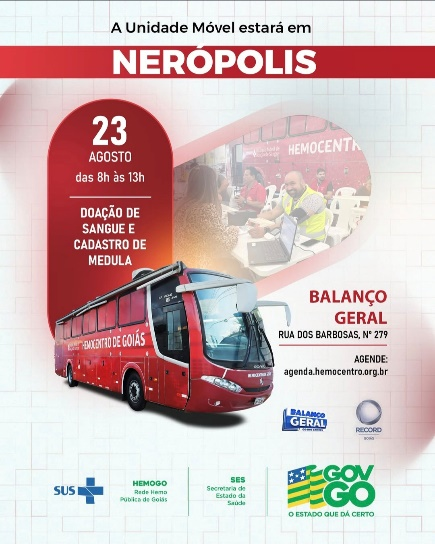 A Unidade Móvel estará em
NERÓPOLIS
23
AGOSTO
das 8h às 13h
DOAÇÃO DE
SANGUE E
CADASTRO DE
MEDULA
HEMOCENTRO
HEMOCENTRO DE GOIÁS
BALANÇO
GERAL
RUA DOS BARBOSAS, Nº 279
AGENDE:
agenda.hemocentro.org.br
BALANÇO
GERAL
RECORD
GOIÁS
SUS
HEMOGO
Rede Hemo
Pública de Goiás
SES
Secretaria de
Estado da
Saúde
GOV
GO
O ESTADO QUE DÁ CERTO